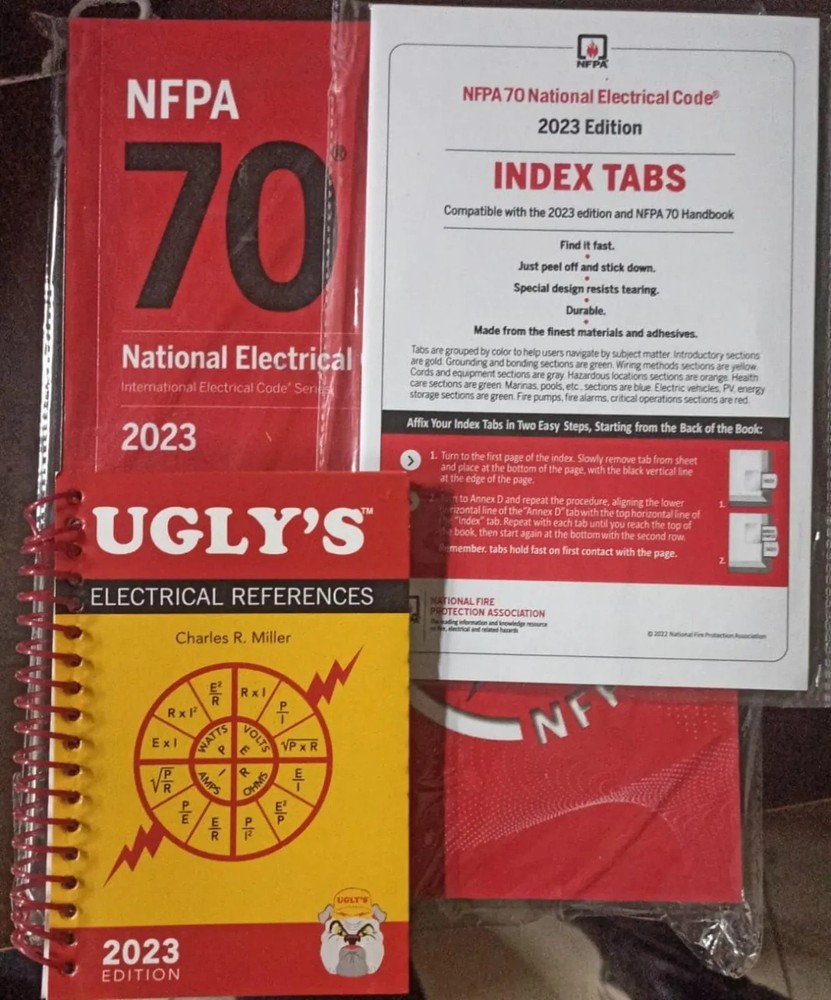 NFPA
70®
National Electrical
International Electrical Code® Series
2023
NFPA
NFPA 70 National Electrical Code®
2023 Edition
INDEX TABS
Compatible with the 2023 edition and NFPA 70 Handbook
Find it fast.
Just peel off and stick down.
Special design resists tearing.
Durable.
Made from the finest materials and adhesives.
Tabs are grouped by color to help users navigate by subject matter. Introductory sections
are gold. Grounding and bonding sections are green. Wiring methods sections are yellow.
Cords and equipment sections are gray. Hazardous locations sections are orange. Health
care sections are green. Marinas, pools, etc., sections are blue. Electric vehicles, PV, energy
storage sections are green. Fire pumps, fire alarms, critical operations sections are red.
Affix Your Index Tabs in Two Easy Steps, Starting from the Back of the Book:
1. Turn to the first page of the index. Slowly remove tab from sheet
and place at the bottom of the page, with the black vertical line
at the edge of the page.
to Annex D and repeat the procedure, aligning the lower
horizontal line of the "Annex D" tab with the top horizontal line of
"Index" tab. Repeat with each tab until you reach the top of
book, then start again at the bottom with the second row.
Remember. tabs hold fast on first contact with the page.
1.
2.
NATIONAL FIRE
PROTECTION ASSOCIATION
The leading information and knowledge resource
on fire, electrical and related hazards
© 2022 National Fire Protection Association
UGLY'S™
ELECTRICAL REFERENCES
Charles R. Miller
WATTS P
VOLTS E
AMPS I
OHMS R
E²/R
R x I
P/I
√P x R
E/I
E²/P
P/I²
E/R
P/E
√P/R
E x I
R x I²
UGLY'S
2023
EDITION
NFP